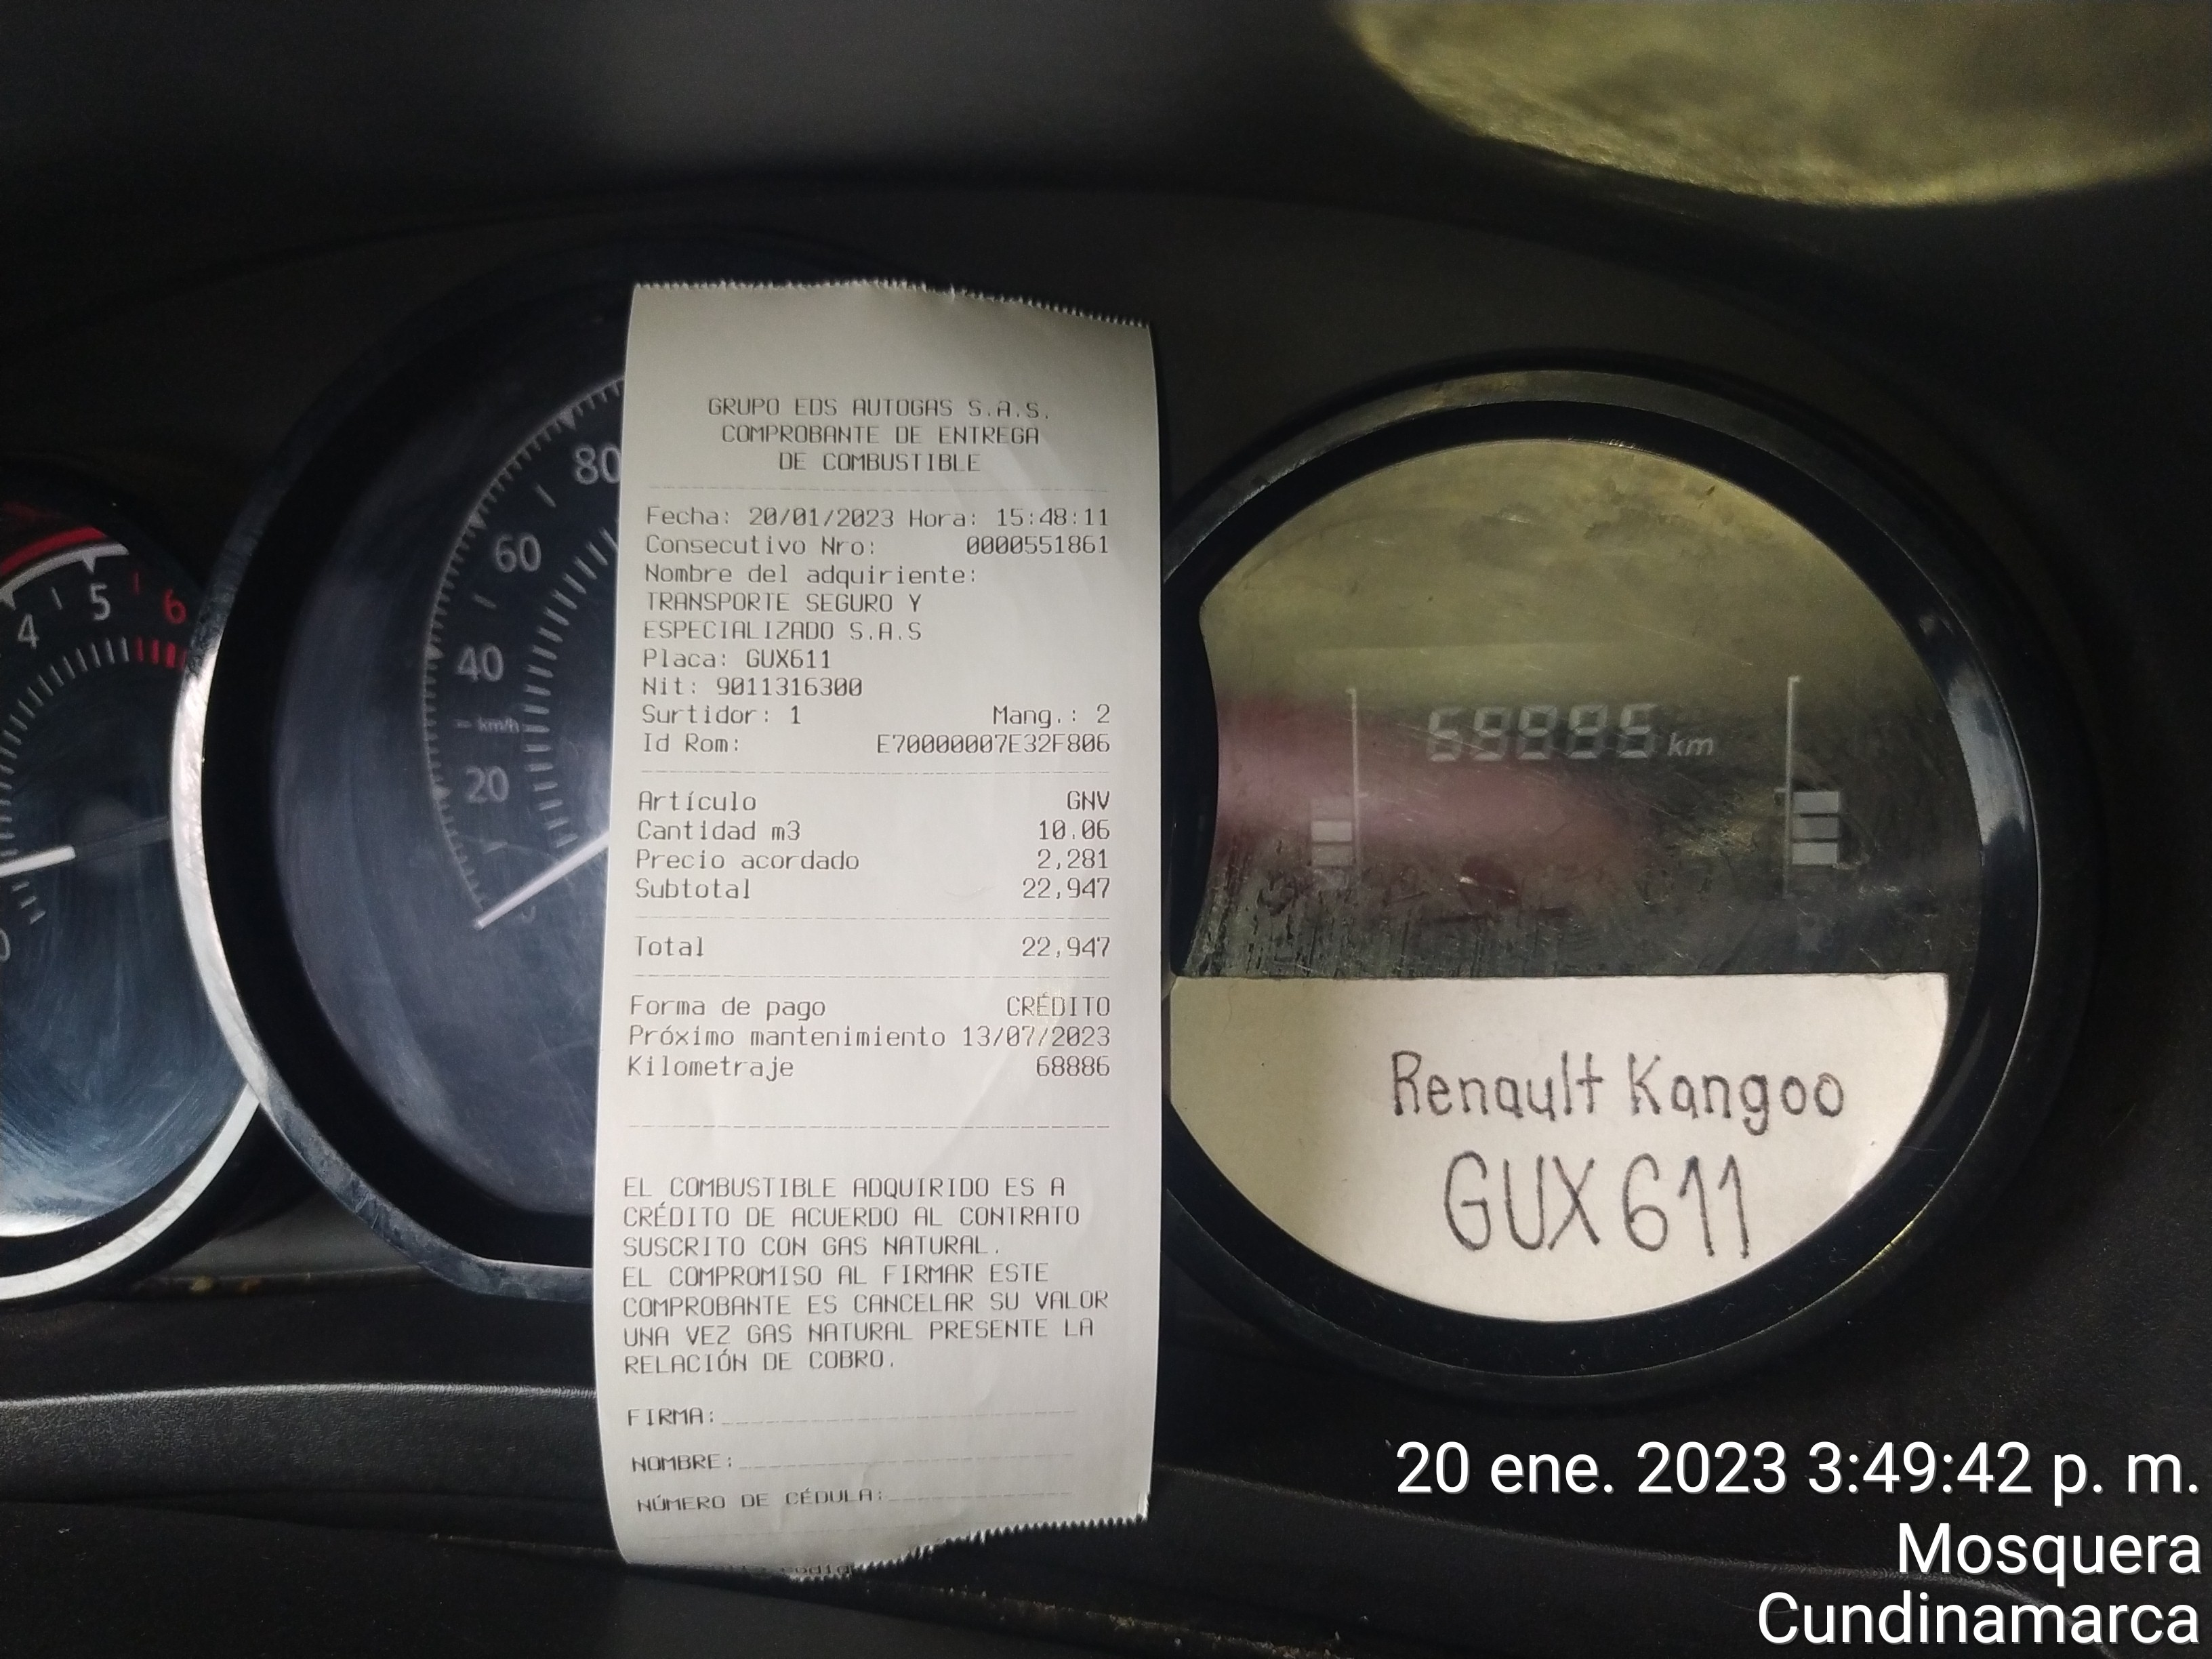 GRUPO EDS AUTOGAS S.A.S.
COMPROBANTE DE ENTREGA
DE COMBUSTIBLE
Fecha: 20/01/2023 Hora: 15:48:11
Consecutivo Nro: 0000551861
Nombre del adquiriente:
TRANSPORTE SEGURO Y
ESPECIALIZADO S.A.S
Placa: GUX611
Nit: 9011316300
Surtidor: 1 Mang.: 2
Id Rom: E70000007E32F806
Artículo GNV
Cantidad m3 10.06
Precio acordado 2,281
Subtotal 22,947
Total 22,947
Forma de pago CRÉDITO
Próximo mantenimiento 13/07/2023
Kilometraje 68886
EL COMBUSTIBLE ADQUIRIDO ES A
CRÉDITO DE ACUERDO AL CONTRATO
SUSCRITO CON GAS NATURAL.
EL COMPROMISO AL FIRMAR ESTE
COMPROBANTE ES CANCELAR SU VALOR
UNA VEZ GAS NATURAL PRESENTE LA
RELACIÓN DE COBRO.
FIRMA:
NOMBRE:
NÚMERO DE CÉDULA:
80
60
40
km/h
20
4
5
6
km
Renault Kangoo
GUX611
20 ene. 2023 3:49:42 p. m.
Mosquera
Cundinamarca